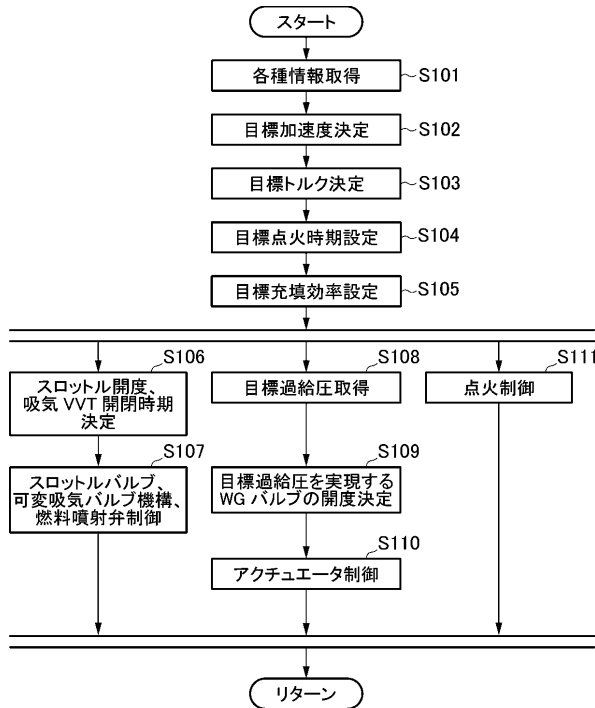 スタート
各種情報取得
S101
目標加速度決定
S102
目標トルク決定
S103
目標点火時期設定
S104
目標充填効率設定
S105
S106
スロットル開度、
吸気 VVT 開閉時期
決定
S107
スロットルバルブ、
可変吸気バルブ機構、
燃料噴射弁制御
S108
目標過給圧取得
S109
目標過給圧を実現する
WG バルブの開度決定
S110
アクチュエータ制御
S111
点火制御
リターン